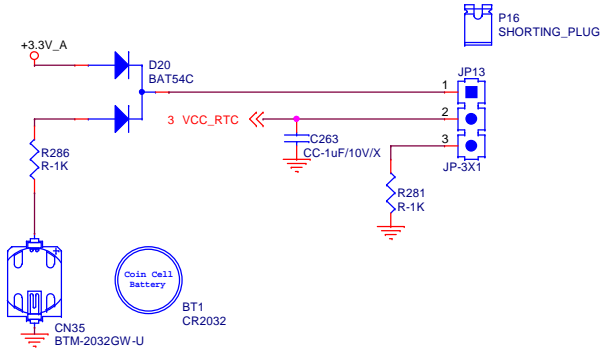 P16
SHORTING_PLUG
+3.3V_A
D20
BAT54C
JP13
1
3 VCC_RTC
2
C263
CC-1uF/10V/X
3
JP-3X1
R286
R-1K
R281
R-1K
+
Coin Cell
Battery
BT1
CR2032
CN35
BTM-2032GW-U